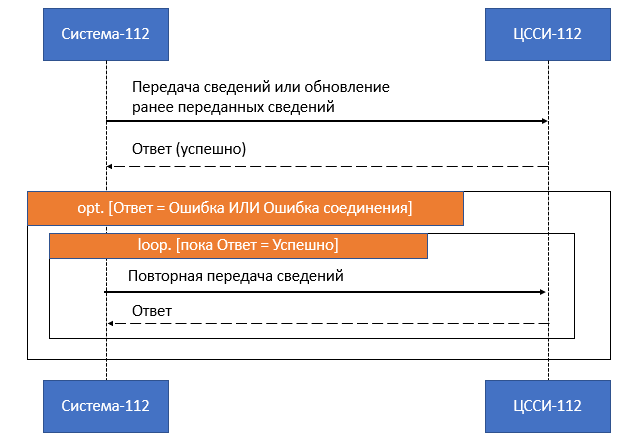 Система-112
ЦССИ-112
Передача сведений или обновление
ранее переданных сведений
Ответ (успешно)
opt. [Ответ = Ошибка ИЛИ Ошибка соединения]
loop. [пока Ответ = Успешно]
Повторная передача сведений
Ответ
Система-112
ЦССИ-112